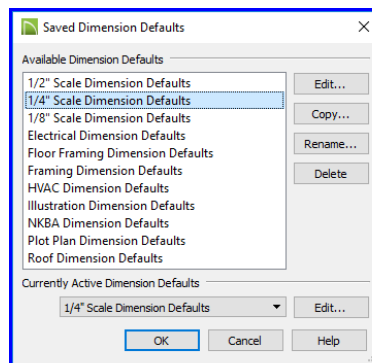 Saved Dimension Defaults
Available Dimension Defaults
1/2" Scale Dimension Defaults
1/4" Scale Dimension Defaults
1/8" Scale Dimension Defaults
Electrical Dimension Defaults
Floor Framing Dimension Defaults
Framing Dimension Defaults
HVAC Dimension Defaults
Illustration Dimension Defaults
NKBA Dimension Defaults
Plot Plan Dimension Defaults
Roof Dimension Defaults
Edit...
Copy...
Rename...
Delete
Currently Active Dimension Defaults
1/4" Scale Dimension Defaults
Edit...
OK
Cancel
Help